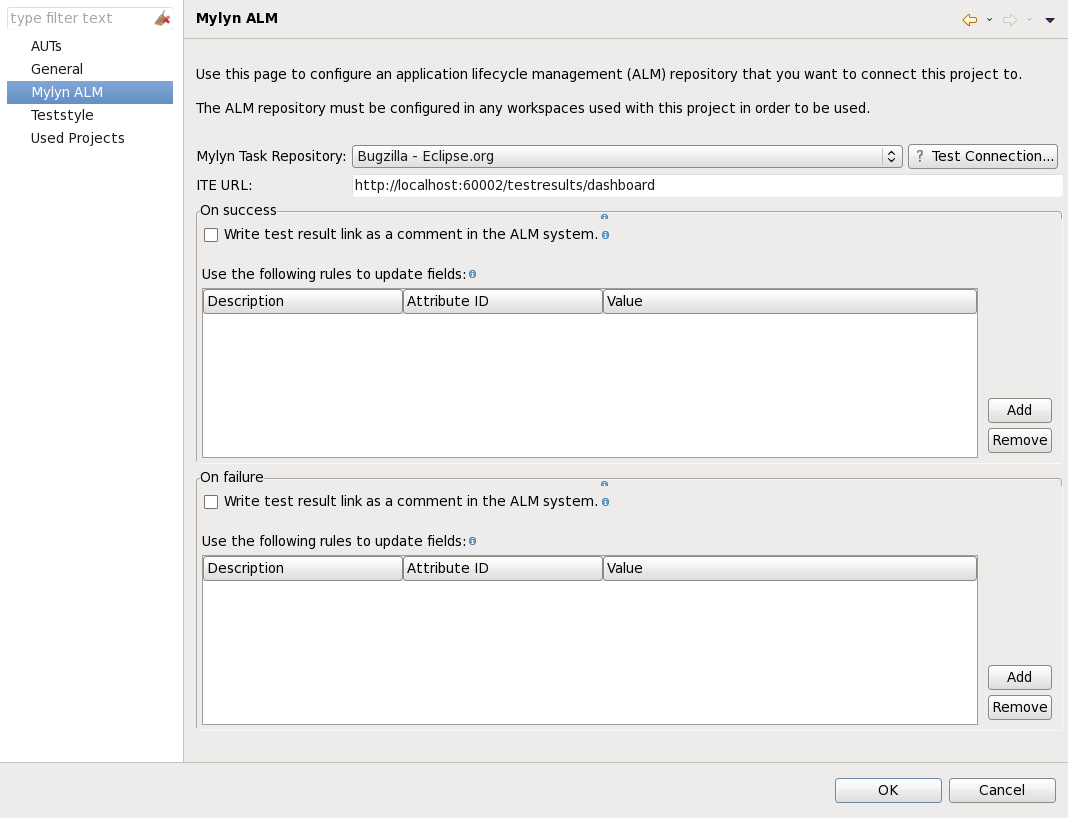 type filter text
AUTs
General
Mylyn ALM
Teststyle
Used Projects
Mylyn ALM
Use this page to configure an application lifecycle management (ALM) repository that you want to connect this project to.
The ALM repository must be configured in any workspaces used with this project in order to be used.
Mylyn Task Repository: Bugzilla - Eclipse.org ? Test Connection...
ITE URL: http://localhost:60002/testresults/dashboard
On success
Write test result link as a comment in the ALM system.
Use the following rules to update fields:
Description Attribute ID Value
Add
Remove
On failure
Write test result link as a comment in the ALM system.
Use the following rules to update fields:
Description Attribute ID Value
Add
Remove
OK Cancel